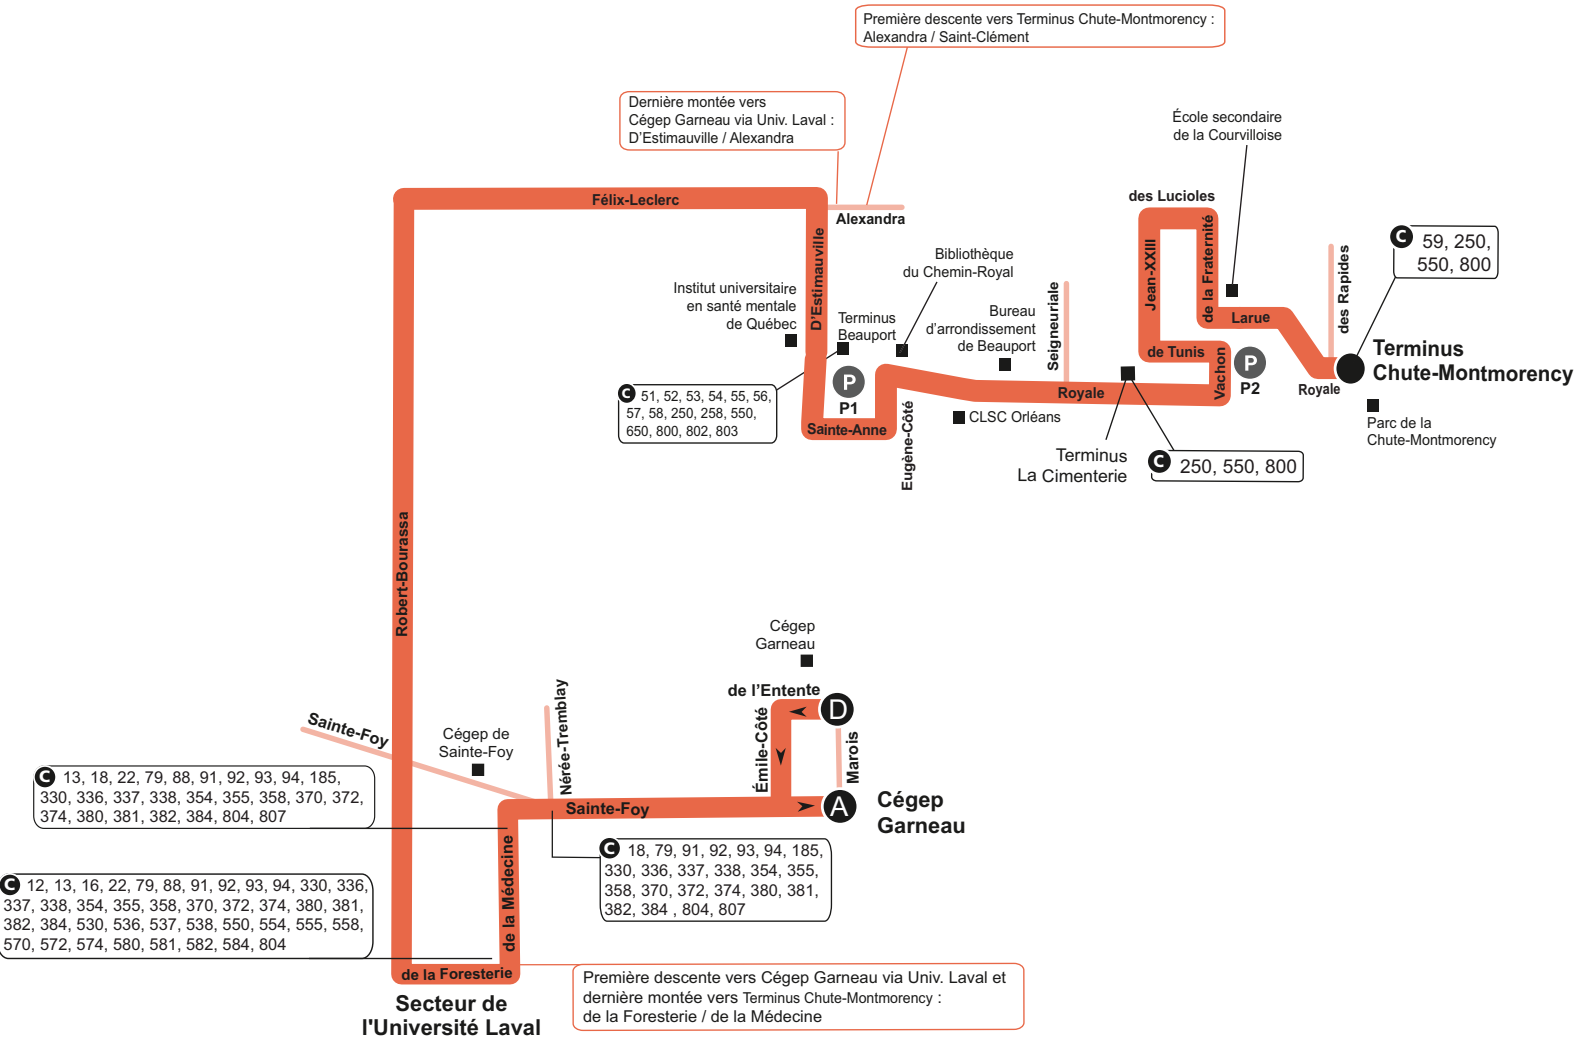 Première descente vers Terminus Chute-Montmorency :
Alexandra / Saint-Clément
Dernière montée vers
Cégep Garneau via Univ. Laval :
D'Estimauville / Alexandra
École secondaire
de la Courvilloise
Félix-Leclerc
Alexandra
des Lucioles
Jean-XXIII
de la Fraternité
des Rapides
C 59, 250,
550, 800
D'Estimauville
Bibliothèque
du Chemin-Royal
Institut universitaire
en santé mentale
de Québec
Terminus
Beauport
Bureau
d'arrondissement
de Beauport
Seigneuriale
Larue
de Tunis
Vachon
P
P2
Royale
Terminus
Chute-Montmorency
Parc de la
Chute-Montmorency
C 51, 52, 53, 54, 55, 56,
57, 58, 250, 258, 550,
650, 800, 802, 803
P
P1
Sainte-Anne
Eugène-Côté
CLSC Orléans
Royale
Terminus
La Cimenterie
C 250, 550, 800
Robert-Bourassa
Cégep
Garneau
de l'Entente
D
Émile-Côté
Marois
A
Cégep
Garneau
Sainte-Foy
Cégep de
Sainte-Foy
Nérée-Tremblay
Sainte-Foy
C 13, 18, 22, 79, 88, 91, 92, 93, 94, 185,
330, 336, 337, 338, 354, 355, 358, 370, 372,
374, 380, 381, 382, 384, 804, 807
C 18, 79, 91, 92, 93, 94, 185,
330, 336, 337, 338, 354, 355,
358, 370, 372, 374, 380, 381,
382, 384 , 804, 807
de la Médecine
C 12, 13, 16, 22, 79, 88, 91, 92, 93, 94, 330, 336,
337, 338, 354, 355, 358, 370, 372, 374, 380, 381,
382, 384, 530, 536, 537, 538, 550, 554, 555, 558,
570, 572, 574, 580, 581, 582, 584, 804
de la Foresterie
Secteur de
l'Université Laval
Première descente vers Cégep Garneau via Univ. Laval et
dernière montée vers Terminus Chute-Montmorency :
de la Foresterie / de la Médecine